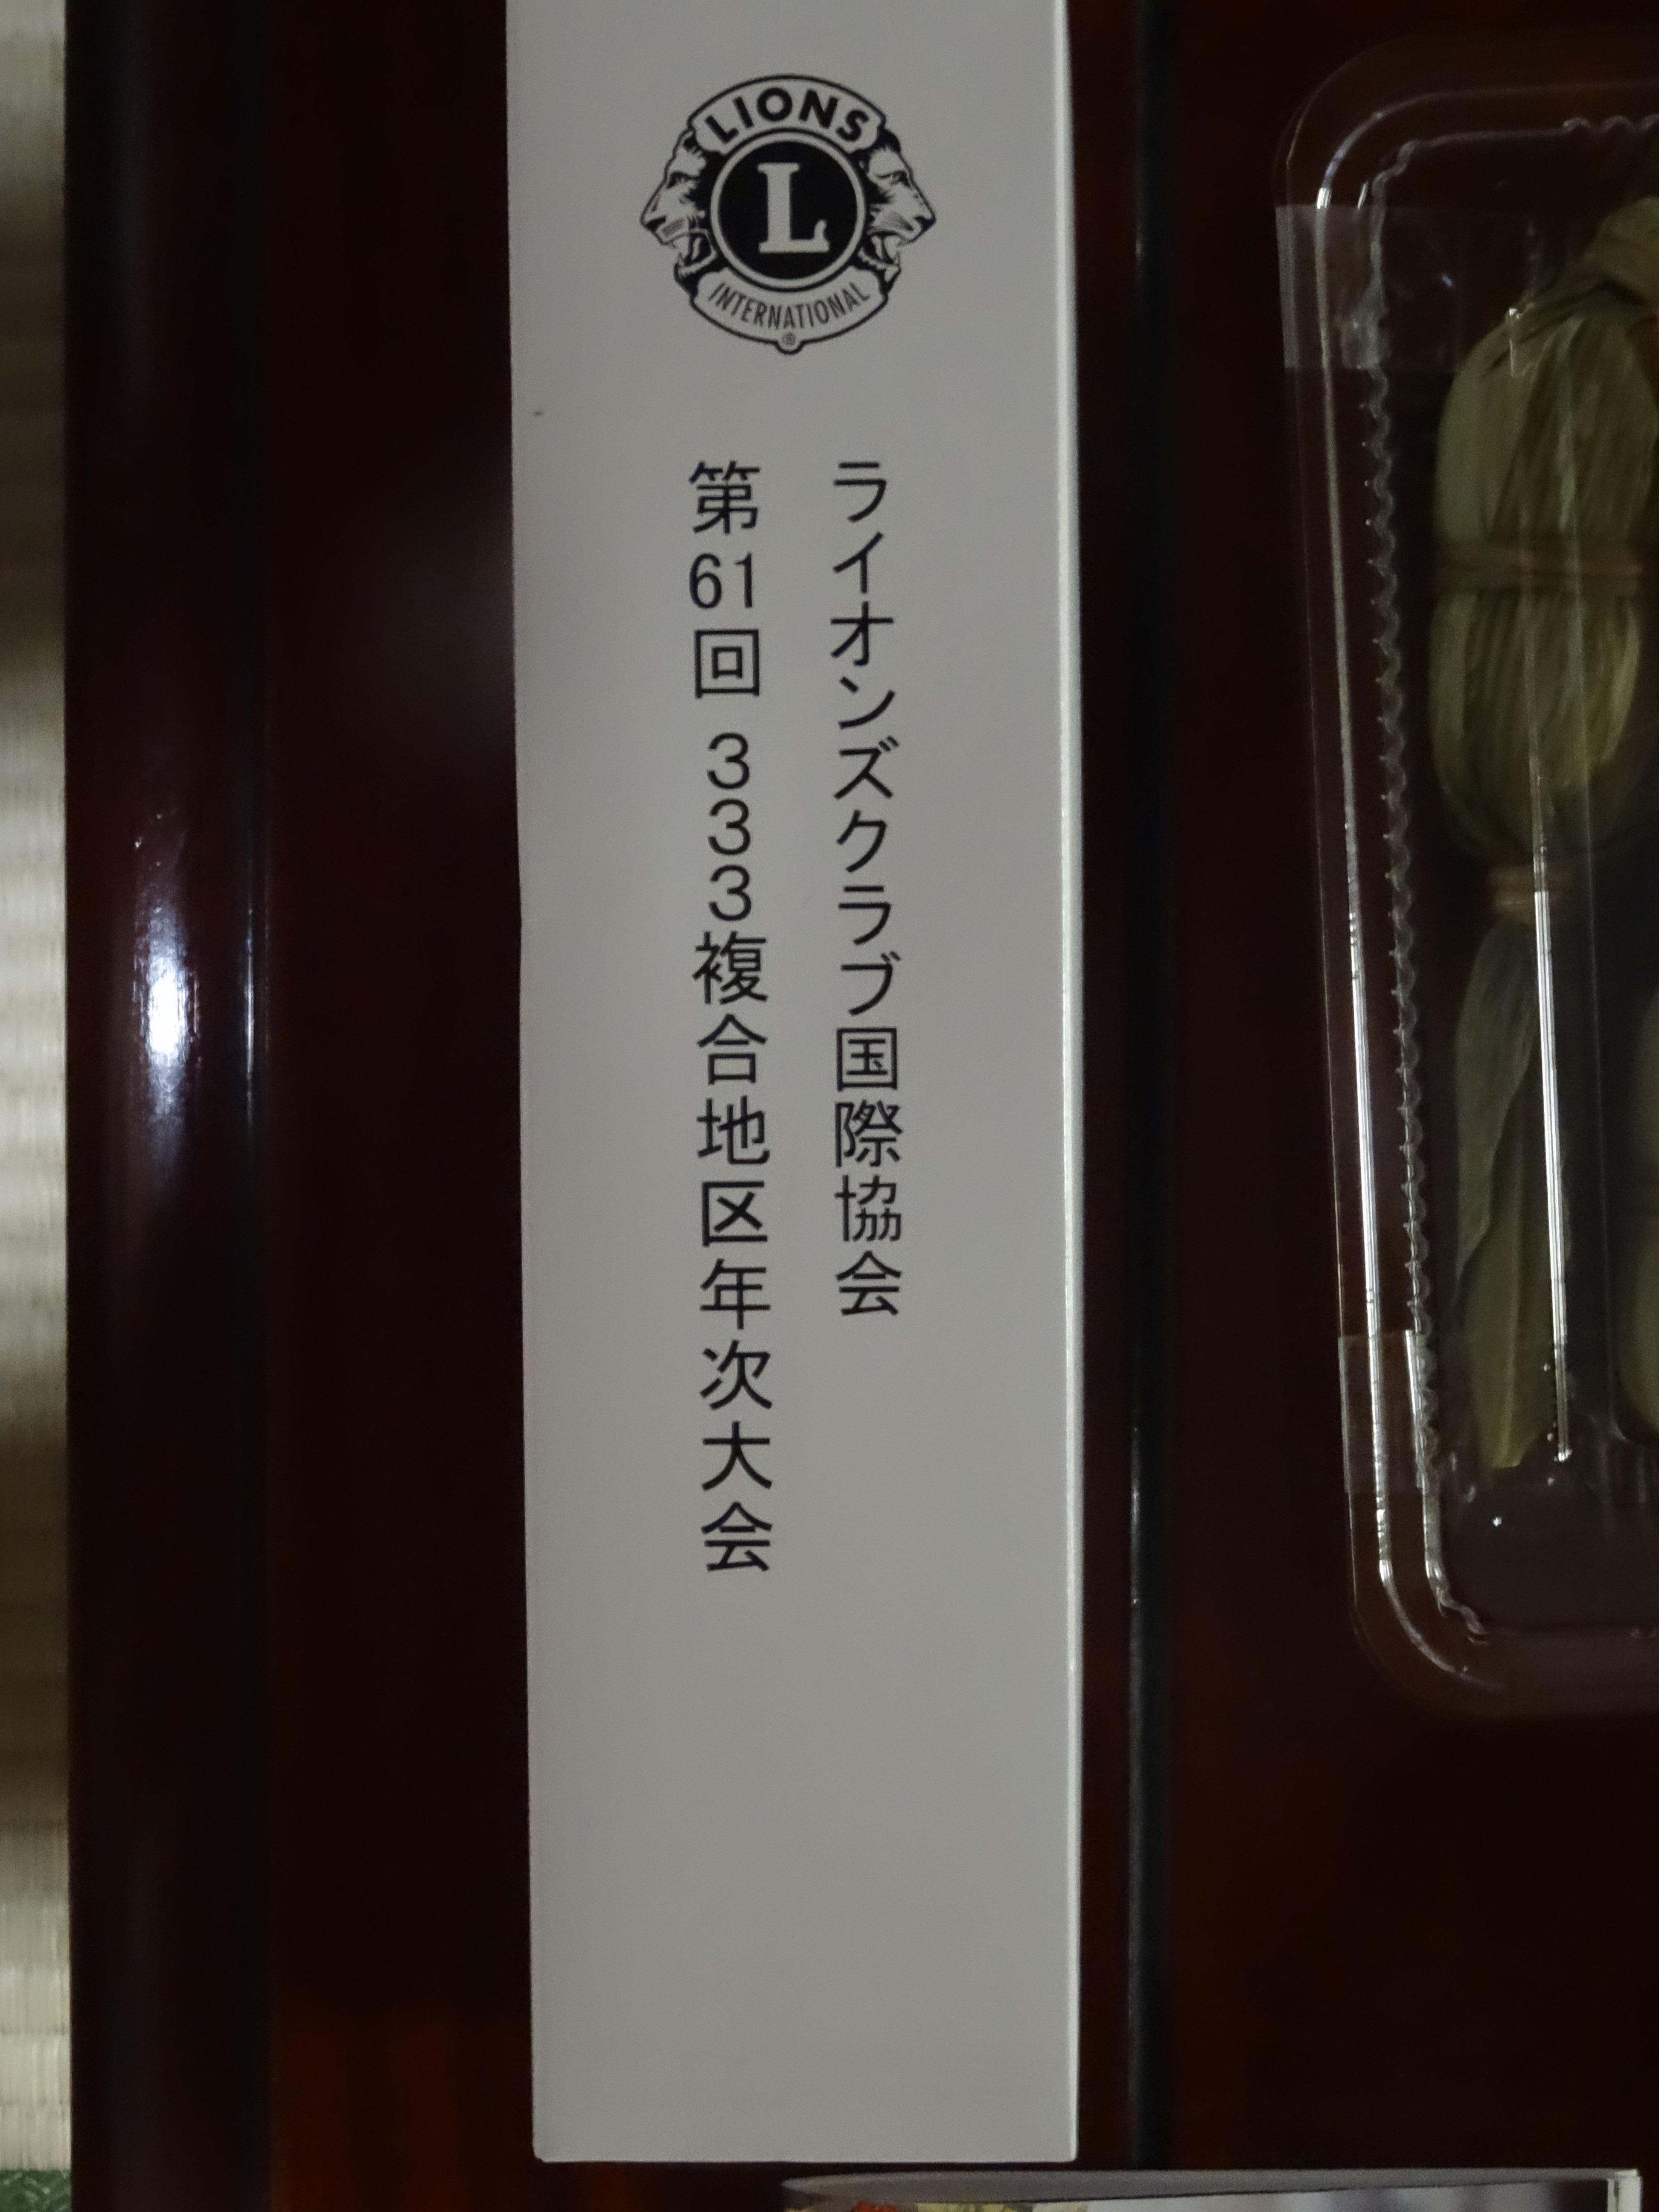 LIONS
L
INTERNATIONAL
®
ライオンズクラブ国際協会
第61回 333複合地区年次大会